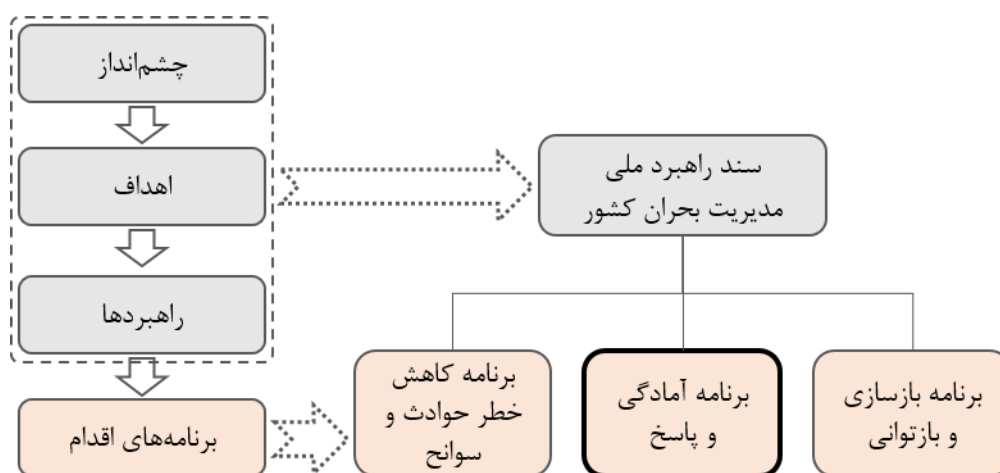 چشم‌انداز
اهداف
راهبردها
برنامه‌های اقدام
سند راهبرد ملی
مدیریت بحران کشور
برنامه کاهش
خطر حوادث و
سوانح
برنامه آمادگی
و پاسخ
برنامه بازسازی
و بازتوانی